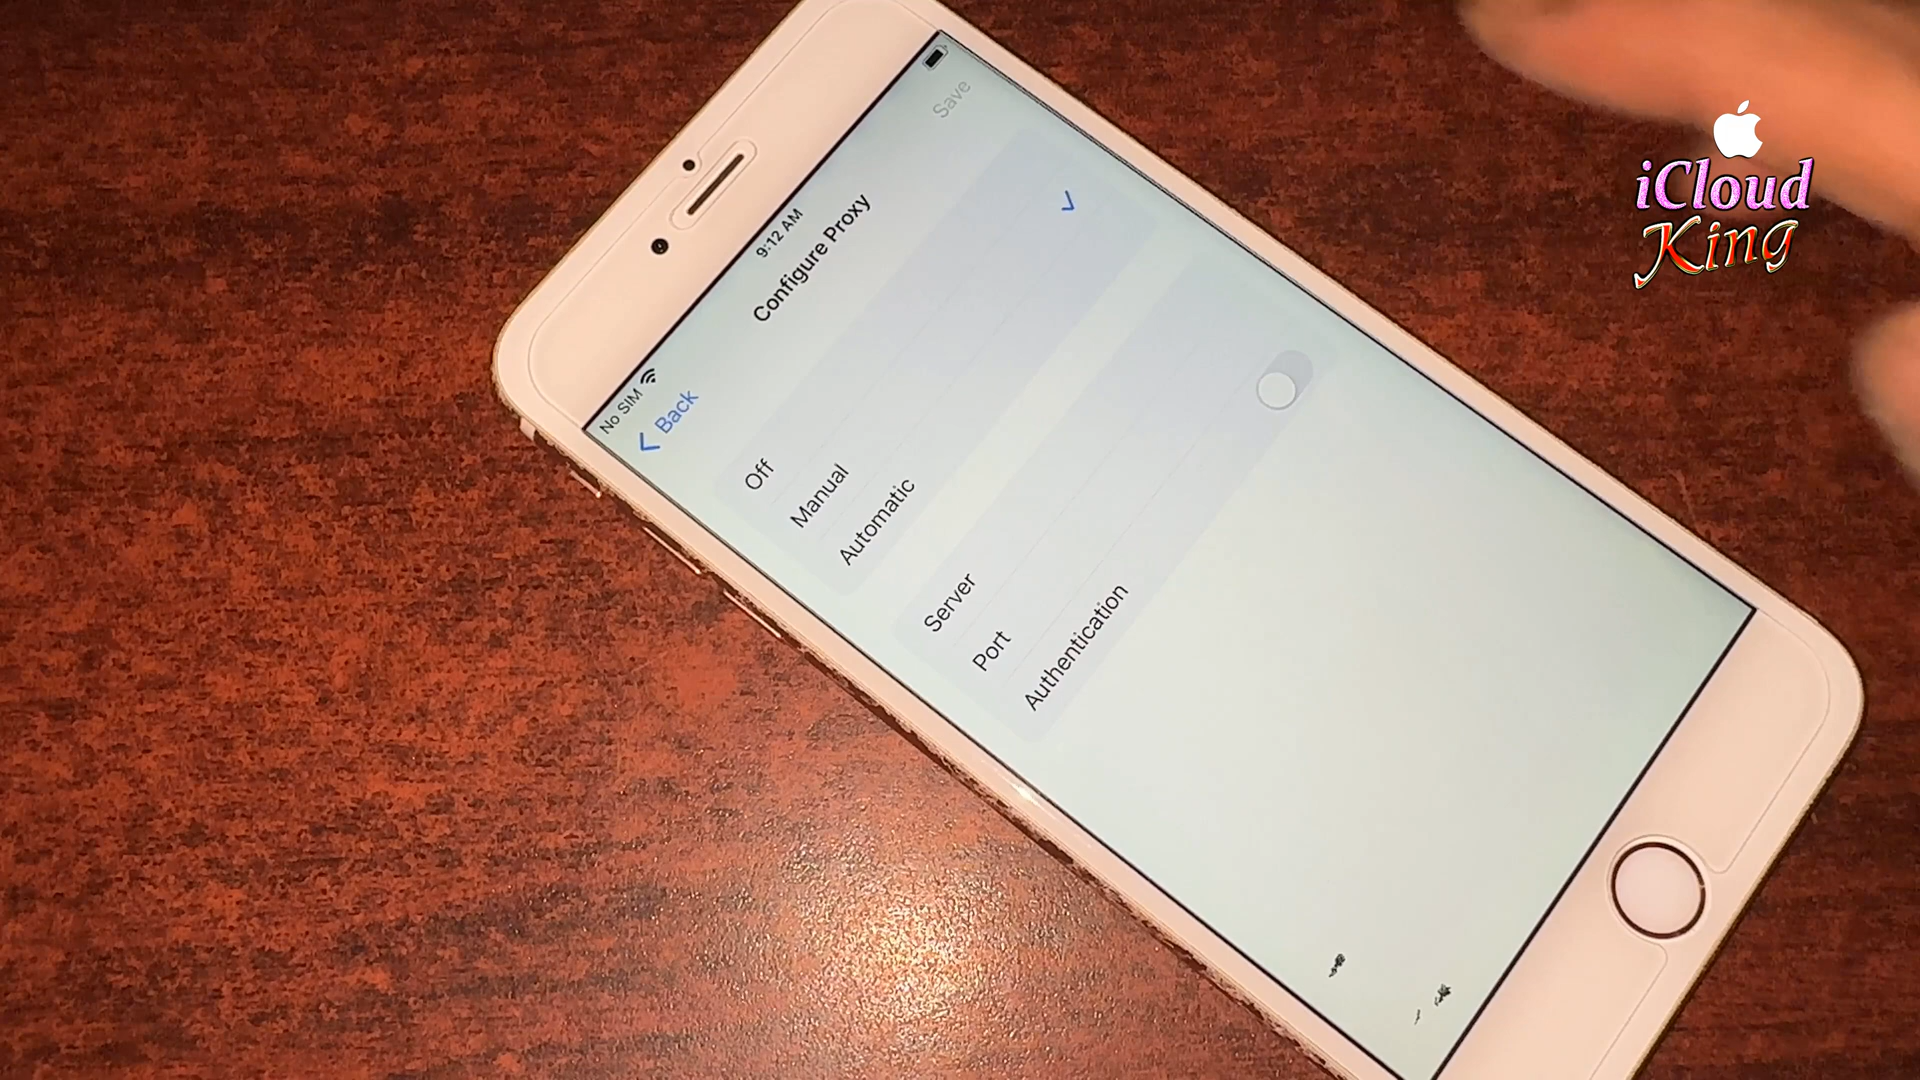 No SIM
9:12 AM
Back
Configure Proxy
Save
Off
Manual
Automatic
Server
Port
Authentication
iCloud
King